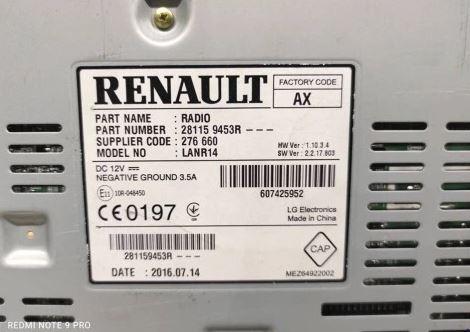 RENAULT
FACTORY CODE
AX
PART NAME : RADIO
PART NUMBER : 28115 9453R - - -
SUPPLIER CODE : 276 660
MODEL NO : LANR14
HW Ver : 1.10.3.4
SW Ver : 2.2.17.803
DC 12V
NEGATIVE GROUND 3.5A
E11 10R-048450
607425952
CE0197
LG Electronics
Made in China
281159453R - - -
DATE : 2016.07.14
CAP
MEZ64922002
REDMI NOTE 9 PRO